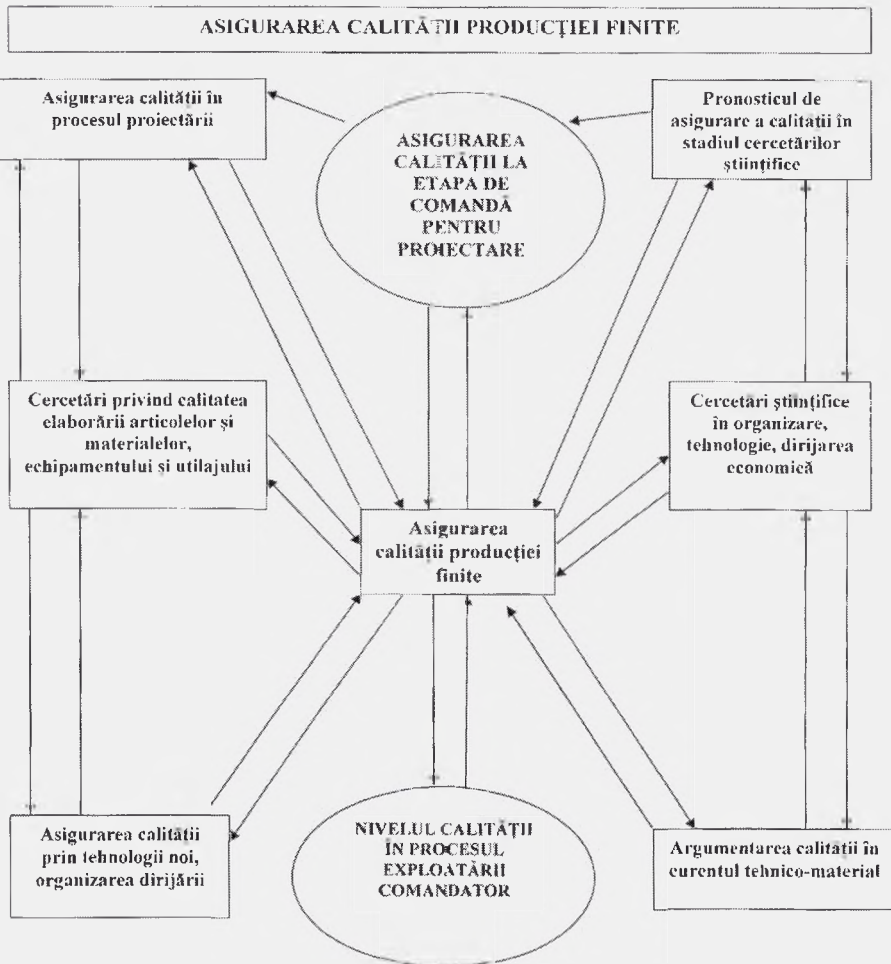 ASIGURAREA CALITĂȚII PRODUCȚIEI FINITE
Asigurarea calității în
procesul proiectării
ASIGURAREA
CALITĂȚII LA
ETAPA DE
COMANDĂ
PENTRU
PROIECTARE
Pronosticul de
asigurare a calității în
stadiul cercetărilor
științifice
Cercetări privind calitatea
elaborării articolelor și
materialelor,
echipamentului și utilajului
Cercetări științifice
în organizare,
tehnologie, dirijarea
economică
Asigurarea
calității producției
finite
Asigurarea calității
prin tehnologii noi,
organizarea dirijării
NIVELUL CALITĂȚII
ÎN PROCESUL
EXPLOATĂRII
COMANDATOR
Argumentarea calității în
curentul tehnico-material